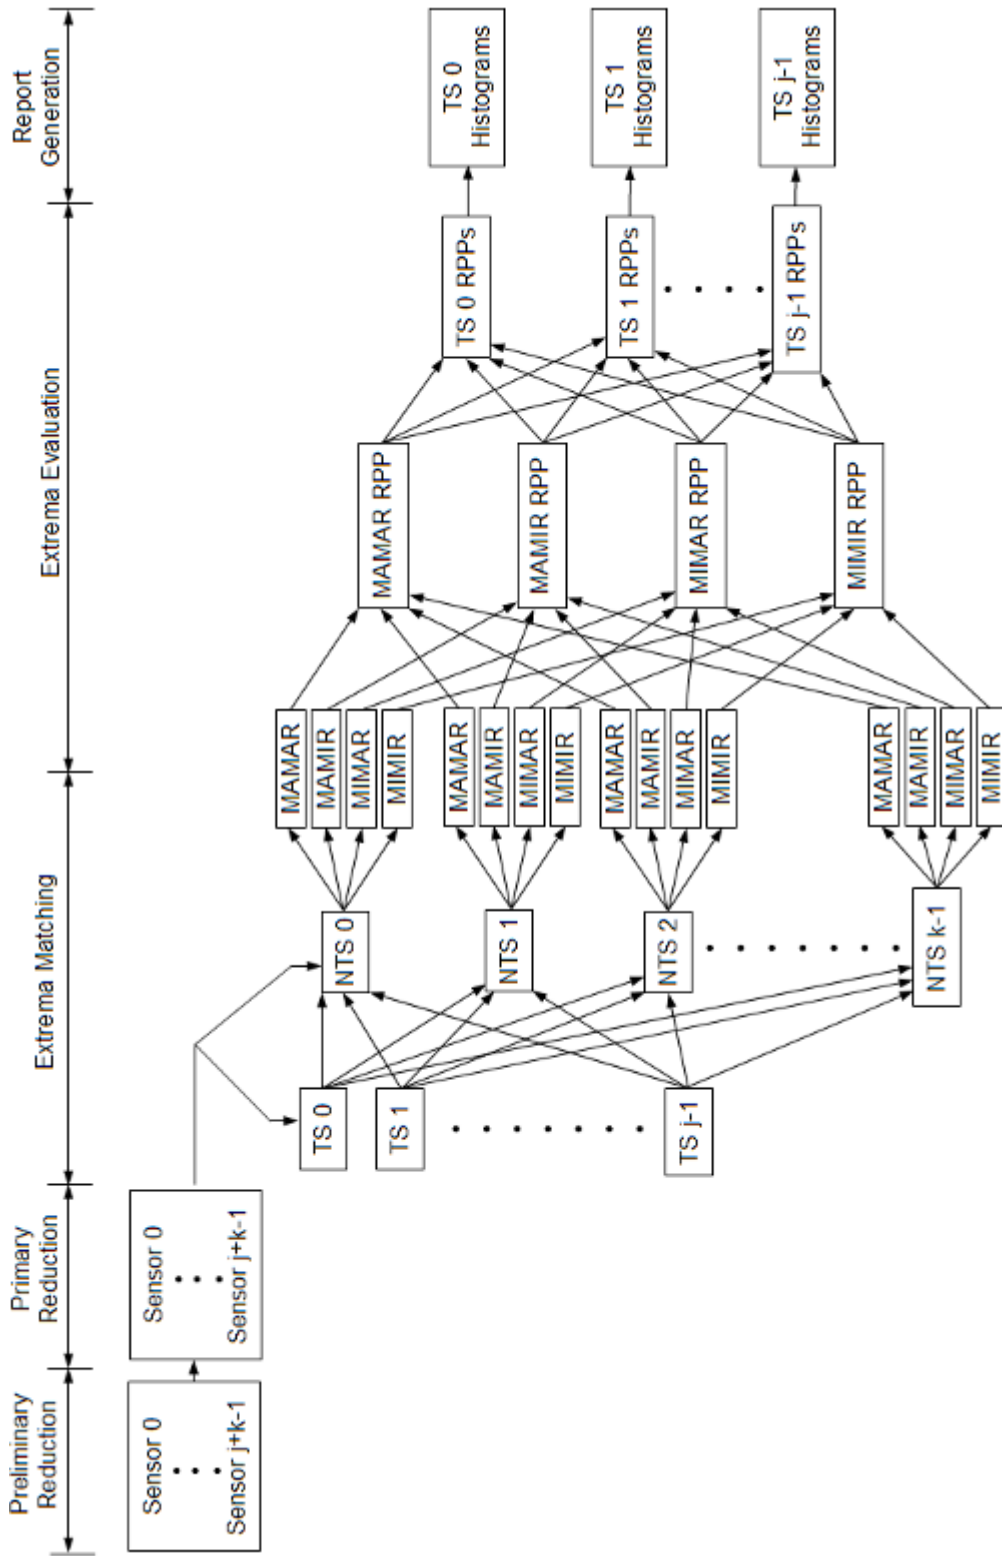 Preliminary
Reduction
Primary
Reduction
Extrema Matching
Extrema Evaluation
Report
Generation
Sensor 0
Sensor j+k-1
Sensor 0
Sensor j+k-1
TS 0
TS 1
TS j-1
NTS 0
NTS 1
NTS 2
NTS k-1
MAMAR
MAMIR
MIMAR
MIMIR
MAMAR
MAMIR
MIMAR
MIMIR
MAMAR
MAMIR
MIMAR
MIMIR
MAMAR
MAMIR
MIMAR
MIMIR
MAMAR RPP
MAMIR RPP
MIMAR RPP
MIMIR RPP
TS 0 RPPs
TS 1 RPPs
TS j-1 RPPs
TS 0
Histograms
TS 1
Histograms
TS j-1
Histograms